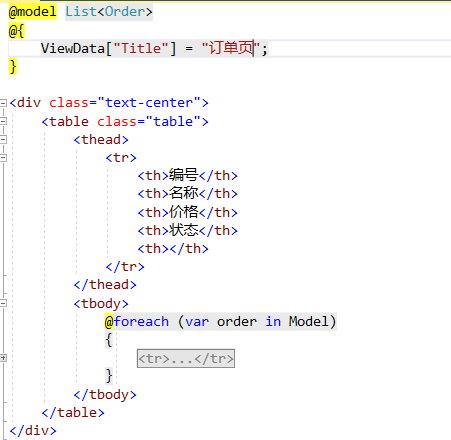 @model List<Order>
@{
    ViewData["Title"] = "订单页";
}
<div class="text-center">
    <table class="table">
        <thead>
            <tr>
                <th>编号</th>
                <th>名称</th>
                <th>价格</th>
                <th>状态</th>
                <th></th>
            </tr>
        </thead>
        <tbody>
            @foreach (var order in Model)
            {
                <tr>...</tr>
            }
        </tbody>
    </table>
</div>